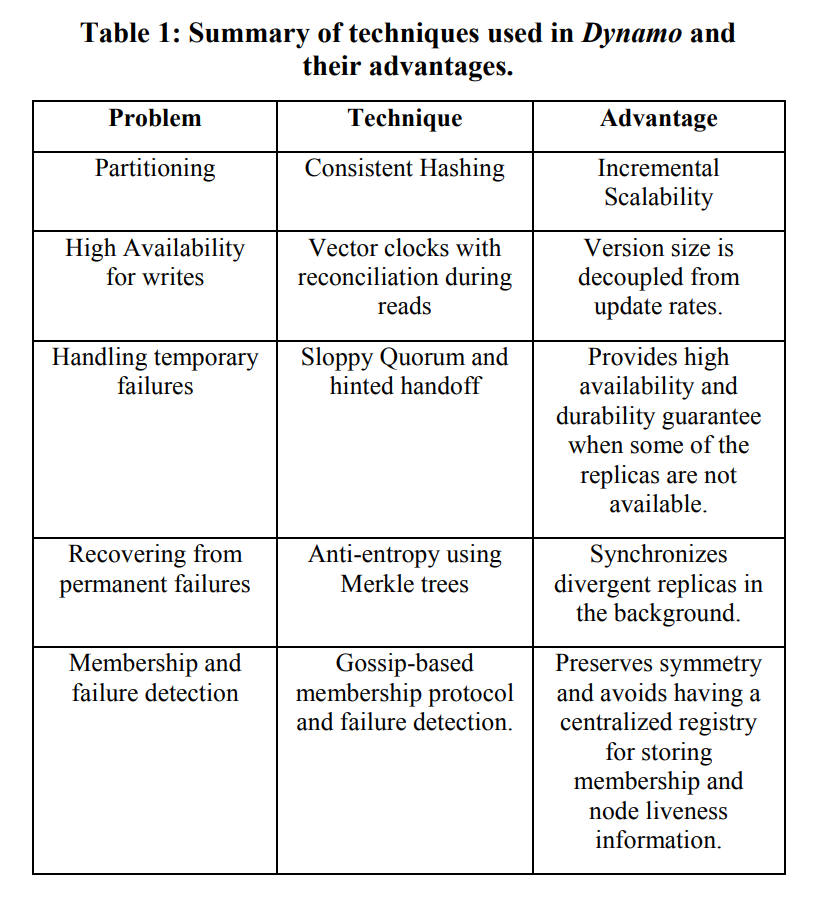 Table 1: Summary of techniques used in Dynamo and
their advantages.
Problem
Technique
Advantage
Partitioning
Consistent Hashing
Incremental
Scalability
High Availability
for writes
Vector clocks with
reconciliation during
reads
Version size is
decoupled from
update rates.
Handling temporary
failures
Sloppy Quorum and
hinted handoff
Provides high
availability and
durability guarantee
when some of the
replicas are not
available.
Recovering from
permanent failures
Anti-entropy using
Merkle trees
Synchronizes
divergent replicas in
the background.
Membership and
failure detection
Gossip-based
membership protocol
and failure detection.
Preserves symmetry
and avoids having a
centralized registry
for storing
membership and
node liveness
information.